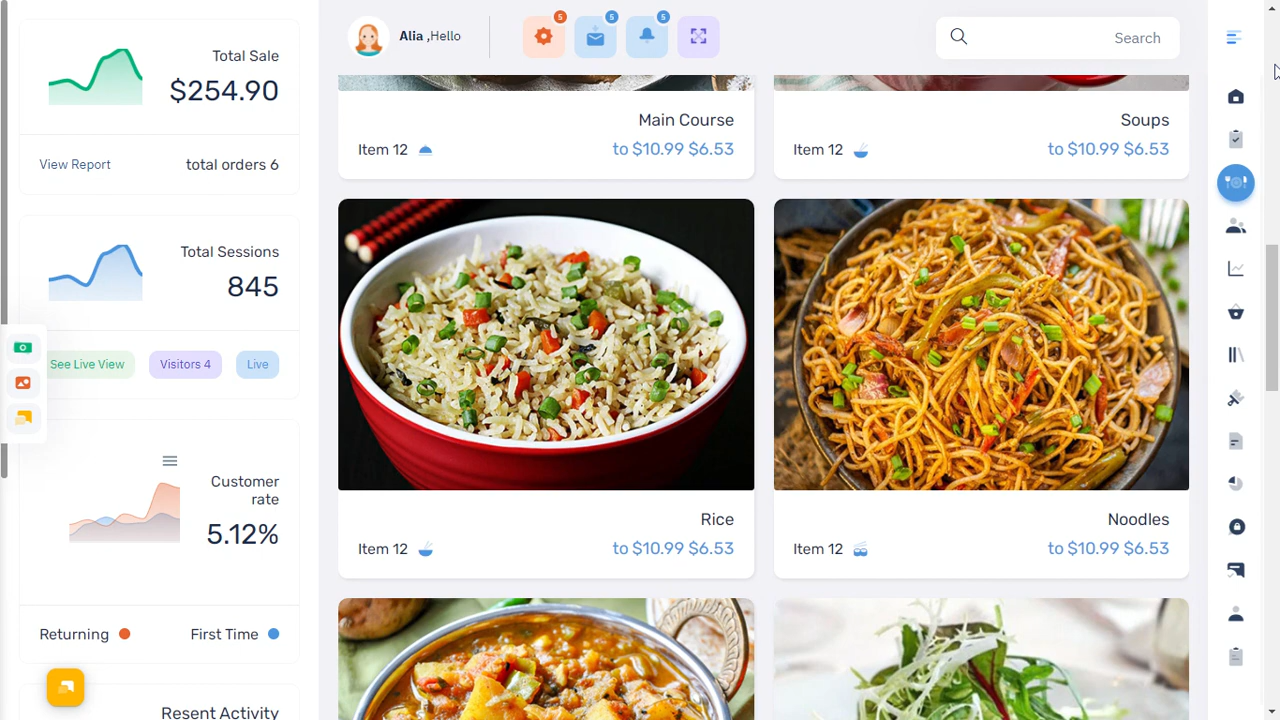 Total Sale
$254.90
View Report
total orders 6
Total Sessions
845
See Live View
Visitors 4
Live
Customer
rate
5.12%
Returning
First Time
Resent Activity
Alia ,Hello
5
5
5
Search
Main Course
Item 12
to $10.99 $6.53
Soups
Item 12
to $10.99 $6.53
Rice
Item 12
to $10.99 $6.53
Noodles
Item 12
to $10.99 $6.53